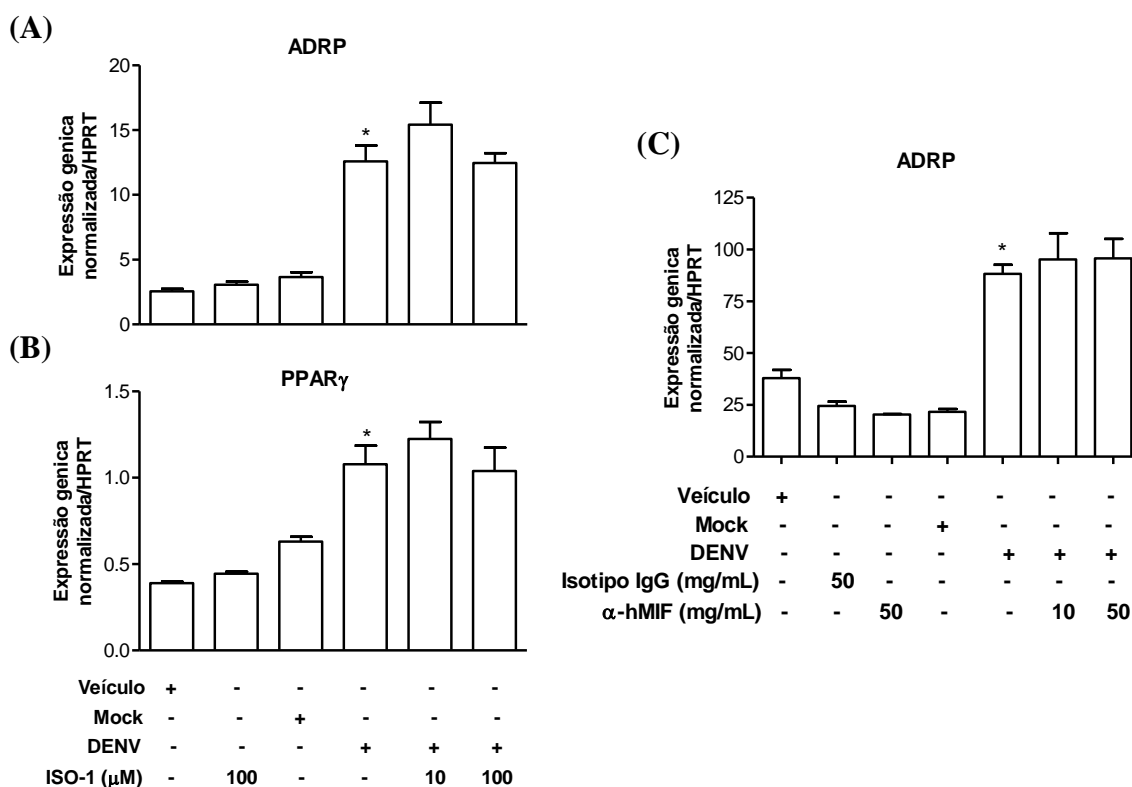 (A)
ADRP
Expressão genica
normalizada/HPRT
20
15
10
5
0
*
(B)
PPARγ
Expressão genica
normalizada/HPRT
1.5
1.0
0.5
0.0
*
Veículo + - - - - -
Mock - - + - - -
DENV - - - + + +
ISO-1 (μM) - 100 - - 10 100
(C)
ADRP
Expressão genica
normalizada/HPRT
125
100
75
50
25
0
*
Veículo + - - - - - -
Mock - - - + - - -
DENV - - - - + + +
Isotipo IgG (mg/mL) - 50 - - - - -
α-hMIF (mg/mL) - - 50 - - 10 50